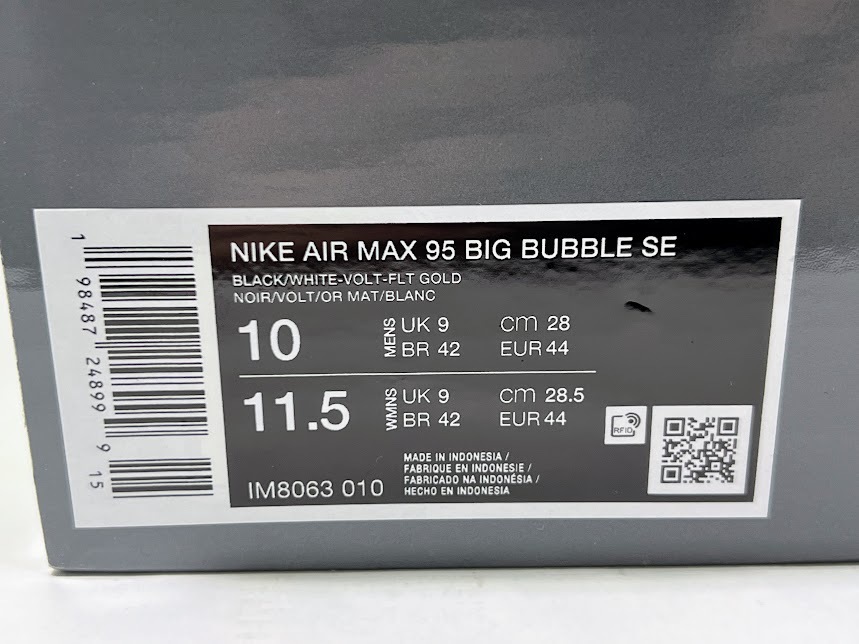 NIKE AIR MAX 95 BIG BUBBLE SE
BLACK/WHITE-VOLT-FLT GOLD
NOIR/VOLT/OR MAT/BLANC
10 MENS UK 9 cm 28
BR 42 EUR 44
11.5 WMNS UK 9 cm 28.5
BR 42 EUR 44
IM8063 010
MADE IN INDONESIA /
FABRIQUE EN INDONESIE /
FABRICADO NA INDONÉSIA /
HECHO EN INDONESIA
RFID
1 98487 24899 9 15